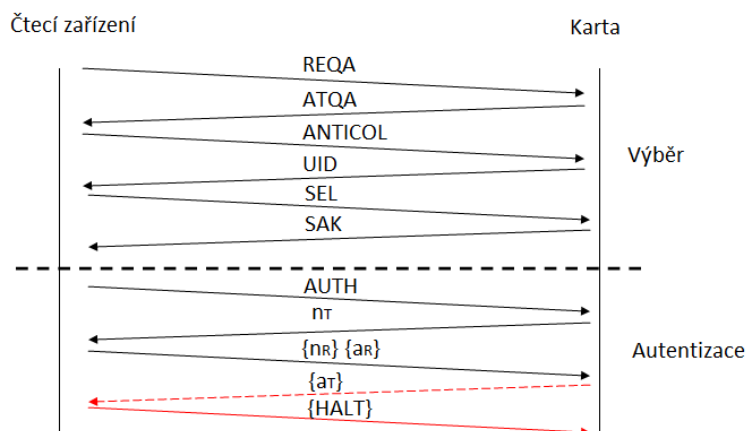 Čtecí zařízení
Karta
REQA
ATQA
ANTICOL
UID
Výběr
SEL
SAK
AUTH
nT
{nR} {aR}
Autentizace
{aT}
{HALT}